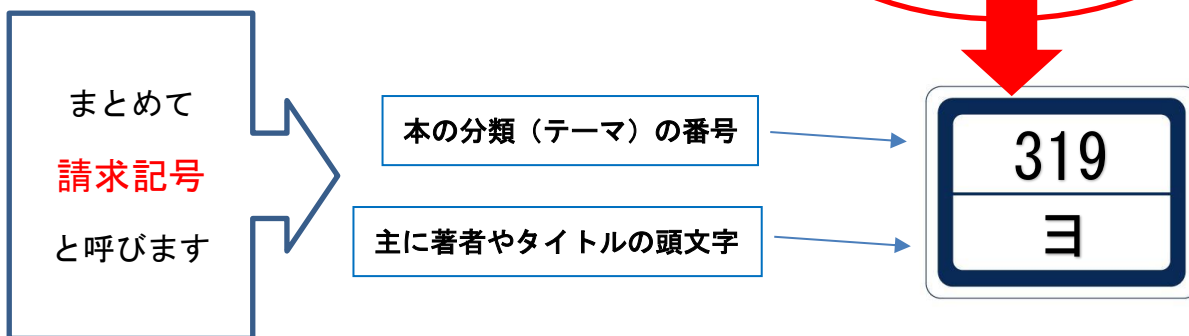 まとめて
請求記号
と呼びます
本の分類（テーマ）の番号
主に著者やタイトルの頭文字
319
ヨ